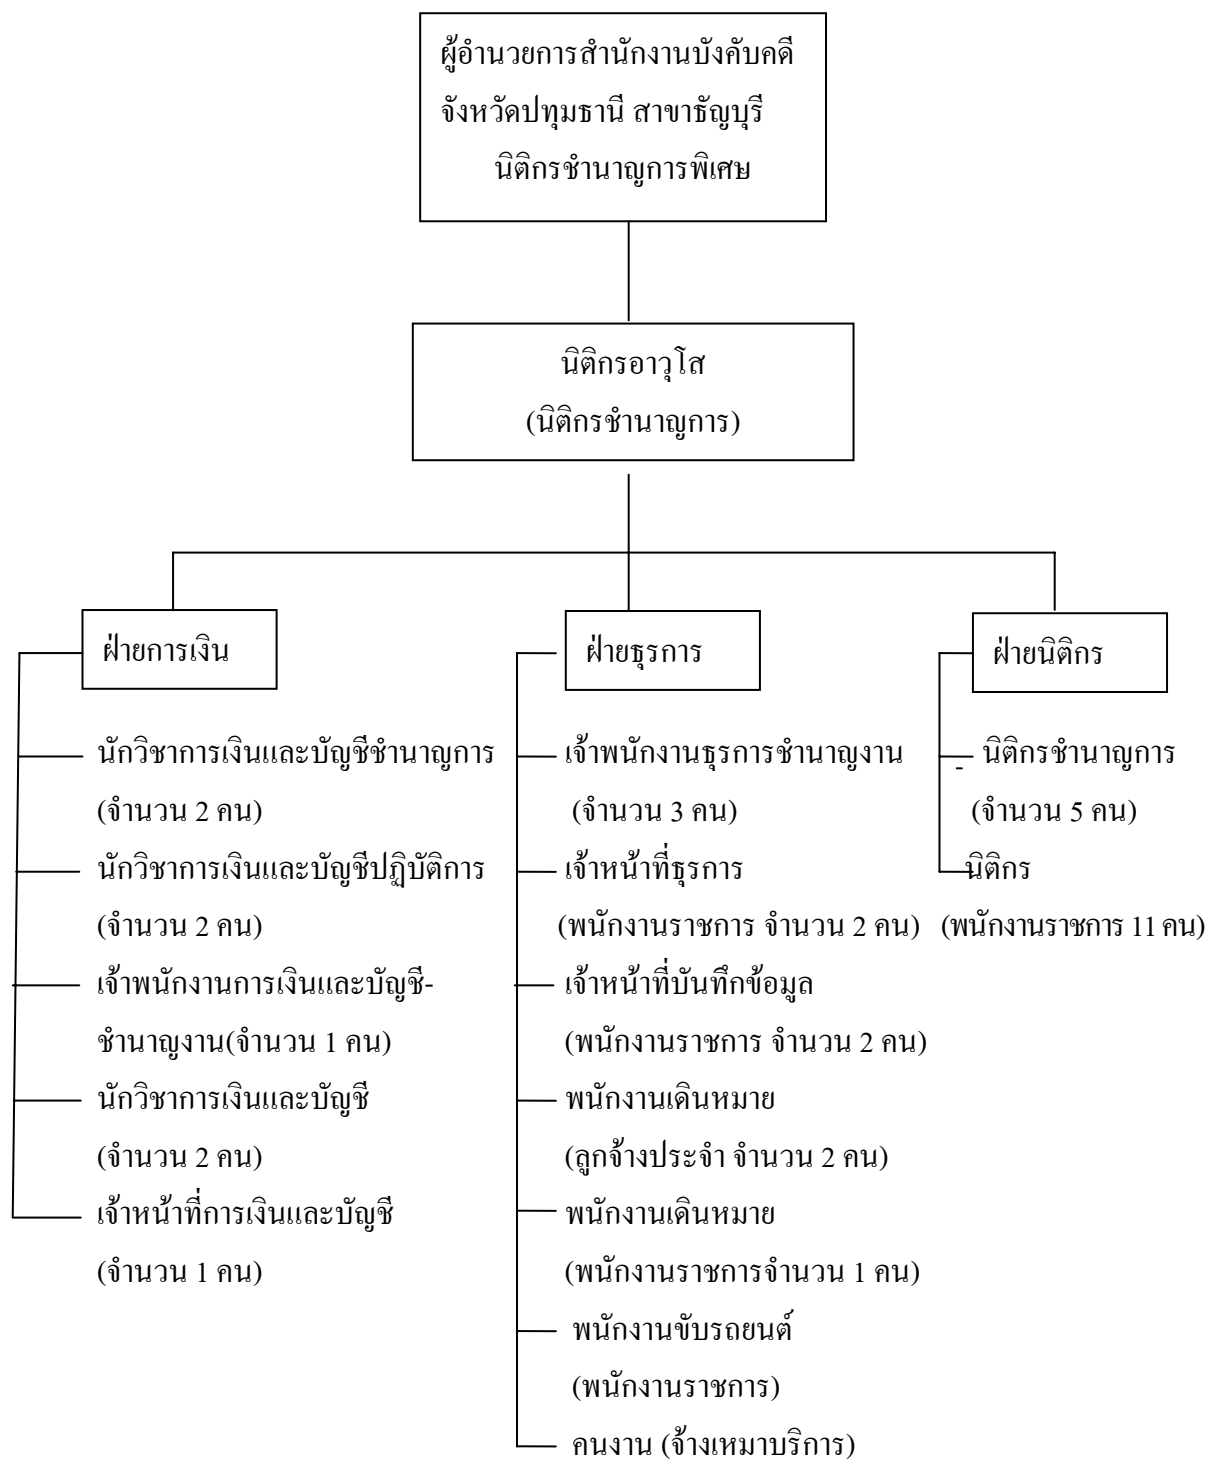 ผู้อำนวยการสำนักงานบังคับคดี
จังหวัดปทุมธานี สาขาธัญบุรี
นิติกรชำนาญการพิเศษ
นิติกรอาวุโส
(นิติกรชำนาญการ)
ฝ่ายการเงิน
นักวิชาการเงินและบัญชีชำนาญการ
(จำนวน 2 คน)
นักวิชาการเงินและบัญชีปฏิบัติการ
(จำนวน 2 คน)
เจ้าพนักงานการเงินและบัญชี-
ชำนาญงาน(จำนวน 1 คน)
นักวิชาการเงินและบัญชี
(จำนวน 2 คน)
เจ้าหน้าที่การเงินและบัญชี
(จำนวน 1 คน)
ฝ่ายธุรการ
เจ้าพนักงานธุรการชำนาญงาน
(จำนวน 3 คน)
เจ้าหน้าที่ธุรการ
(พนักงานราชการ จำนวน 2 คน)
เจ้าหน้าที่บันทึกข้อมูล
(พนักงานราชการ จำนวน 2 คน)
พนักงานเดินหมาย
(ลูกจ้างประจำ จำนวน 2 คน)
พนักงานเดินหมาย
(พนักงานราชการจำนวน 1 คน)
พนักงานขับรถยนต์
(พนักงานราชการ)
คนงาน (จ้างเหมาบริการ)
ฝ่ายนิติกร
- นิติกรชำนาญการ
(จำนวน 5 คน)
นิติกร
(พนักงานราชการ 11 คน)